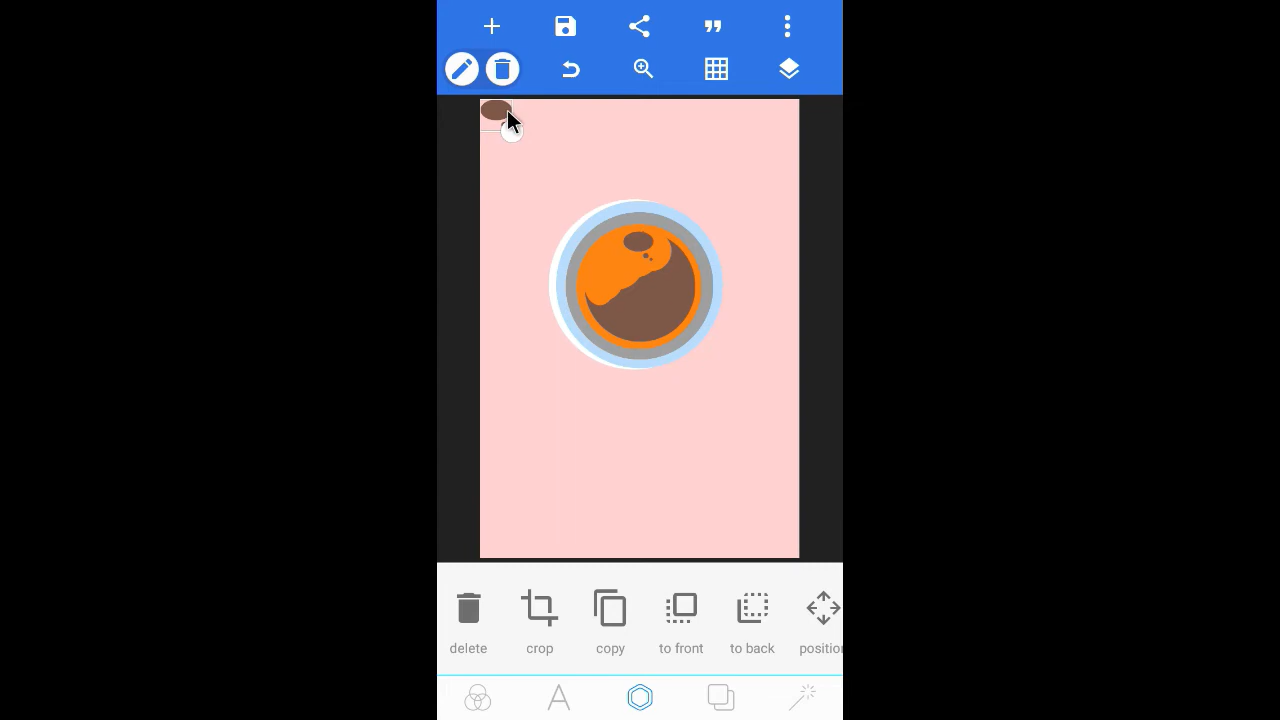 delete
crop
copy
to front
to back
position